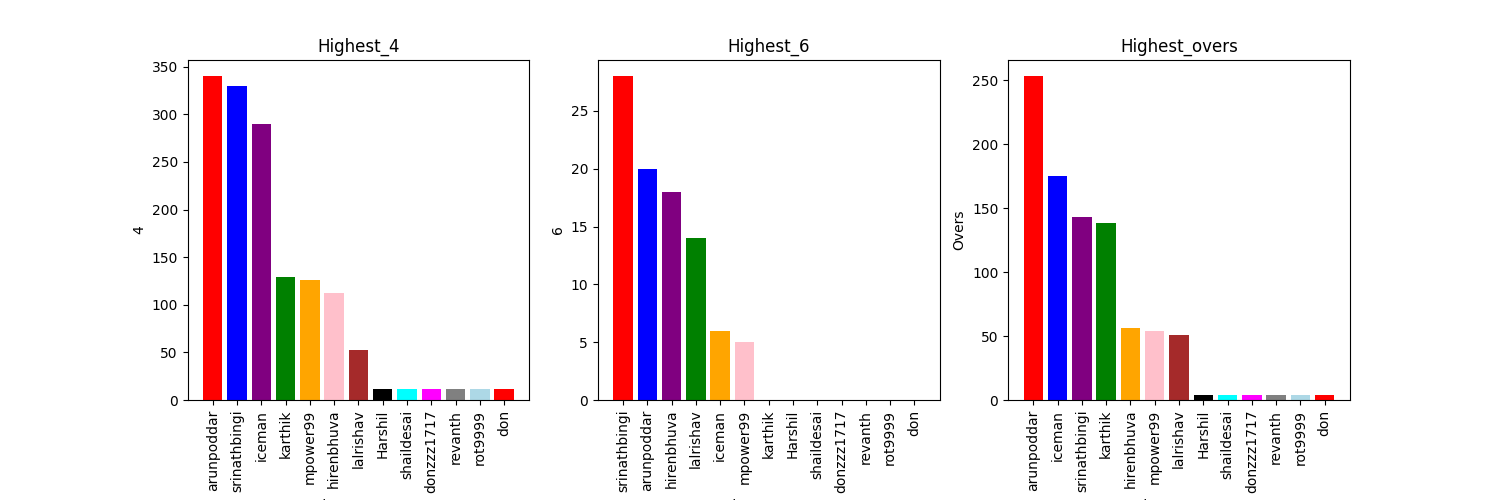 Highest_4
4
350
300
250
200
150
100
50
0
arunpoddar
srinathbingi
iceman
karthik
mpower99
hirenbhuva
lalrishav
Harshil
shaildesai
donzzz1717
revanth
rot9999
don
Highest_6
6
25
20
15
10
5
0
srinathbingi
arunpoddar
hirenbhuva
lalrishav
iceman
mpower99
karthik
Harshil
shaildesai
donzzz1717
revanth
rot9999
don
Highest_overs
Overs
250
200
150
100
50
0
arunpoddar
iceman
srinathbingi
karthik
hirenbhuva
mpower99
lalrishav
Harshil
shaildesai
donzzz1717
revanth
rot9999
don